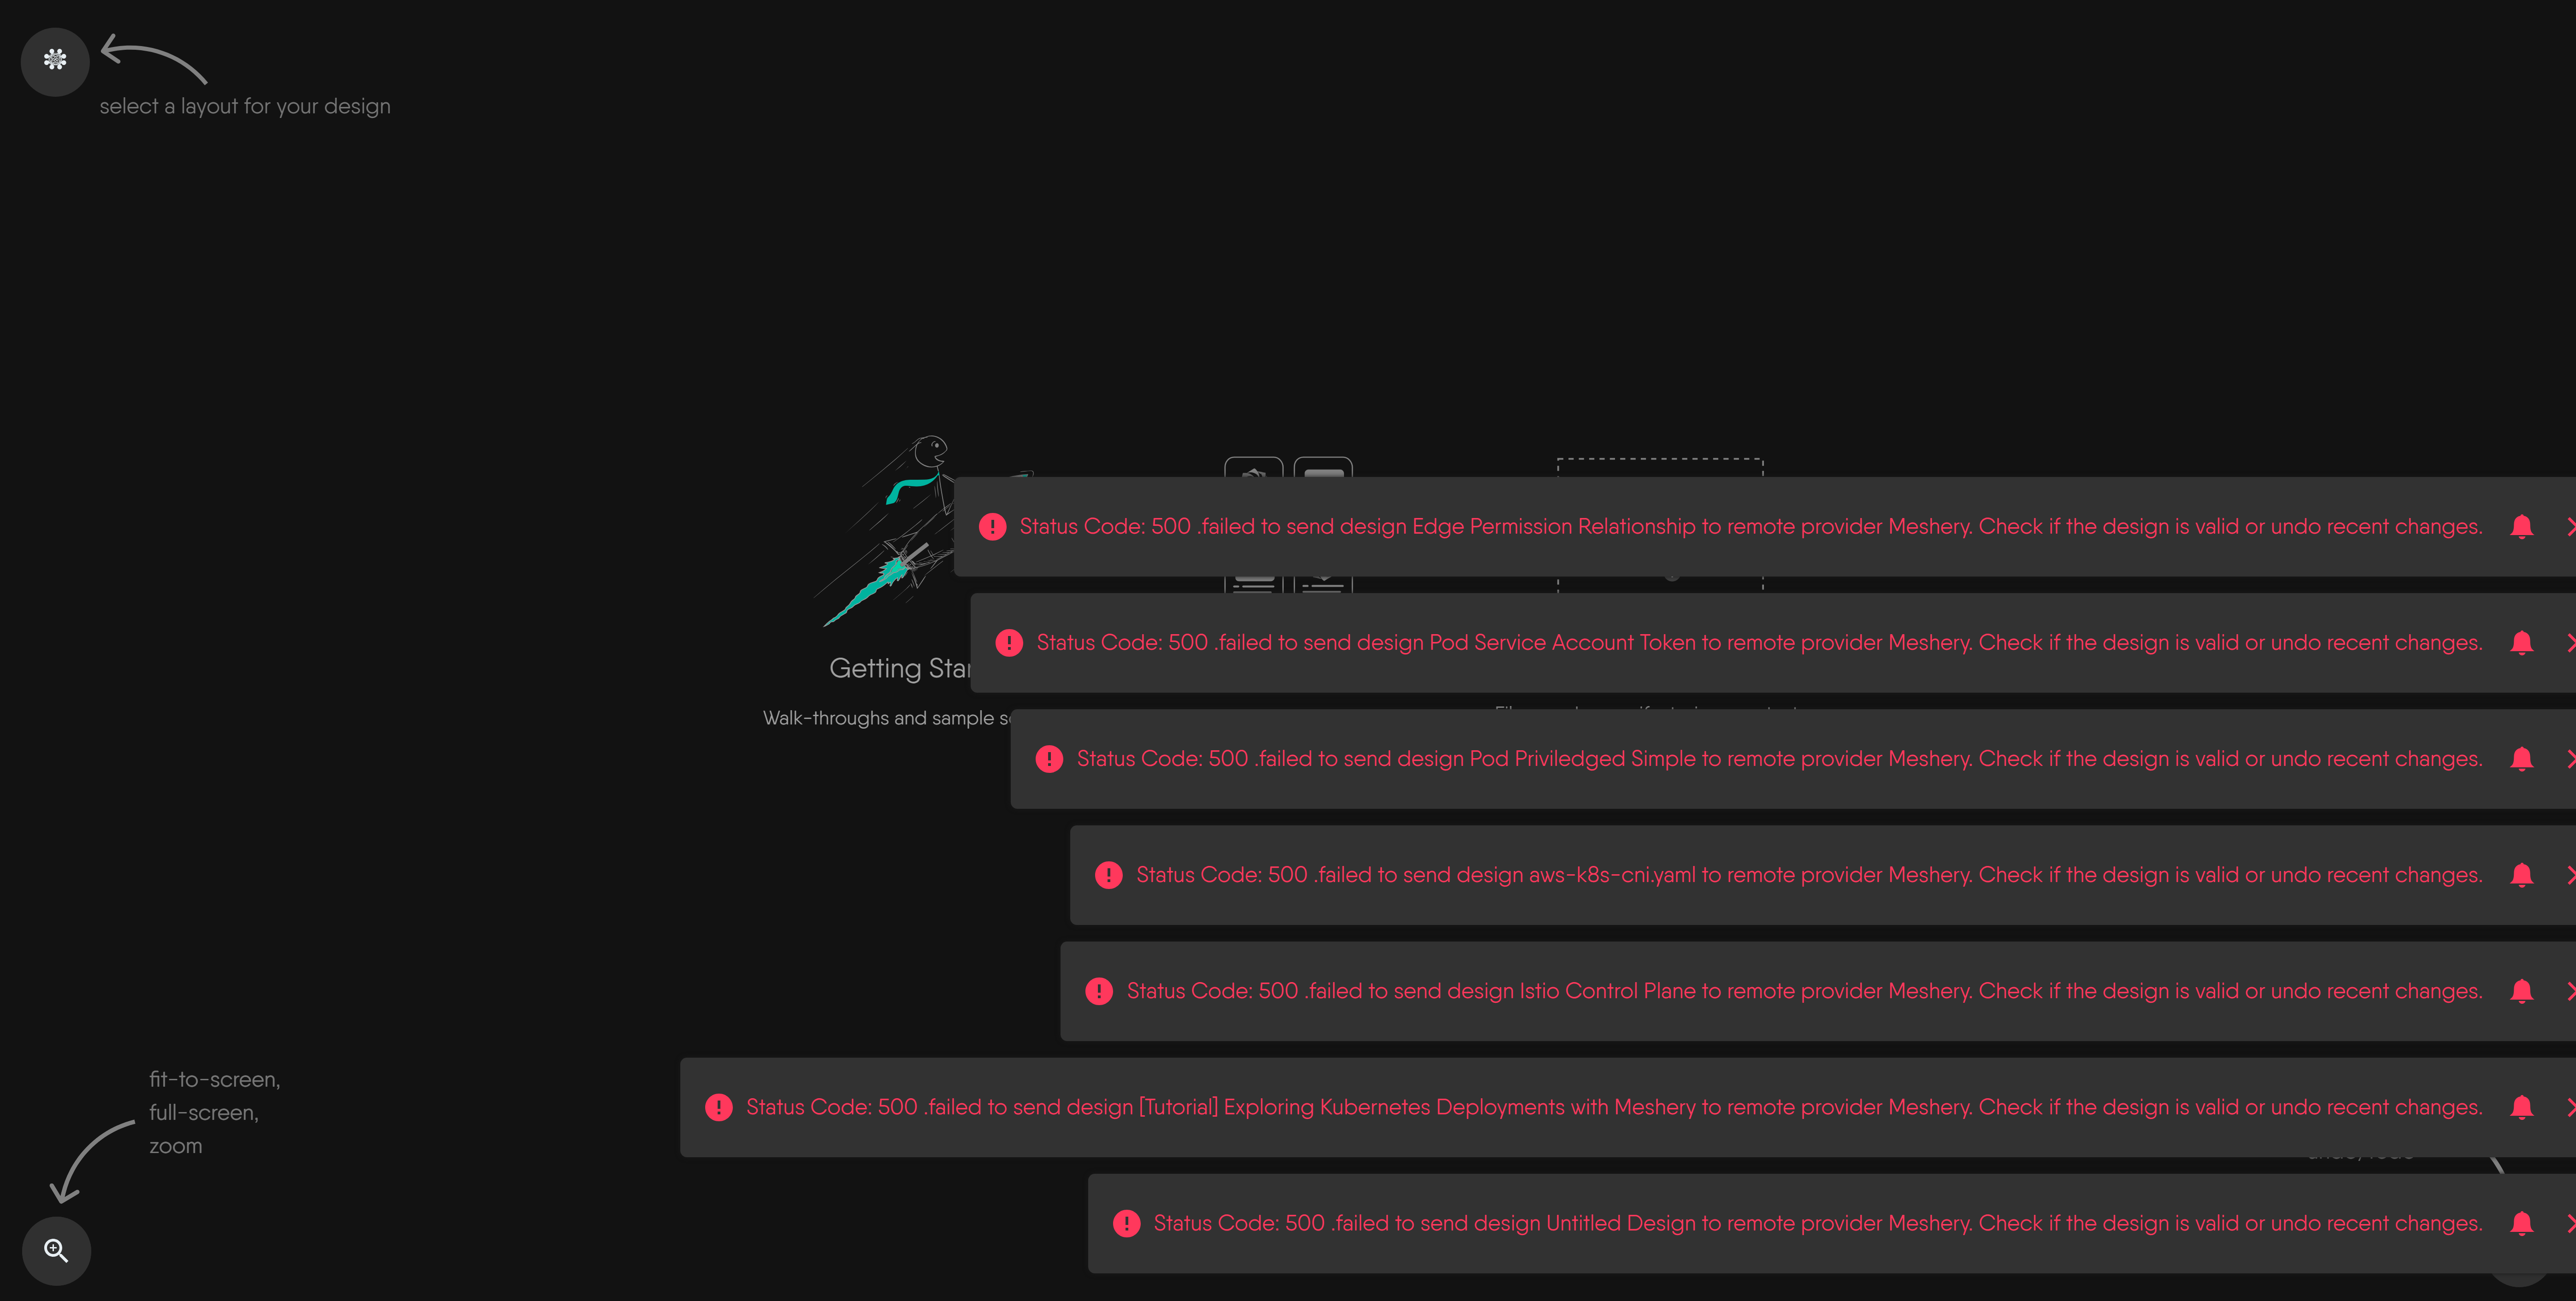 select a layout for your design
Status Code: 500 .failed to send design Edge Permission Relationship to remote provider Meshery. Check if the design is valid or undo recent changes.
Status Code: 500 .failed to send design Pod Service Account Token to remote provider Meshery. Check if the design is valid or undo recent changes.
Getting Star
Walk-throughs and sample
Status Code: 500 .failed to send design Pod Priviledged Simple to remote provider Meshery. Check if the design is valid or undo recent changes.
Status Code: 500 .failed to send design aws-k8s-cni.yaml to remote provider Meshery. Check if the design is valid or undo recent changes.
Status Code: 500 .failed to send design Istio Control Plane to remote provider Meshery. Check if the design is valid or undo recent changes.
fit-to-screen,
full-screen,
zoom
Status Code: 500 .failed to send design [Tutorial] Exploring Kubernetes Deployments with Meshery to remote provider Meshery. Check if the design is valid or undo recent changes.
Status Code: 500 .failed to send design Untitled Design to remote provider Meshery. Check if the design is valid or undo recent changes.